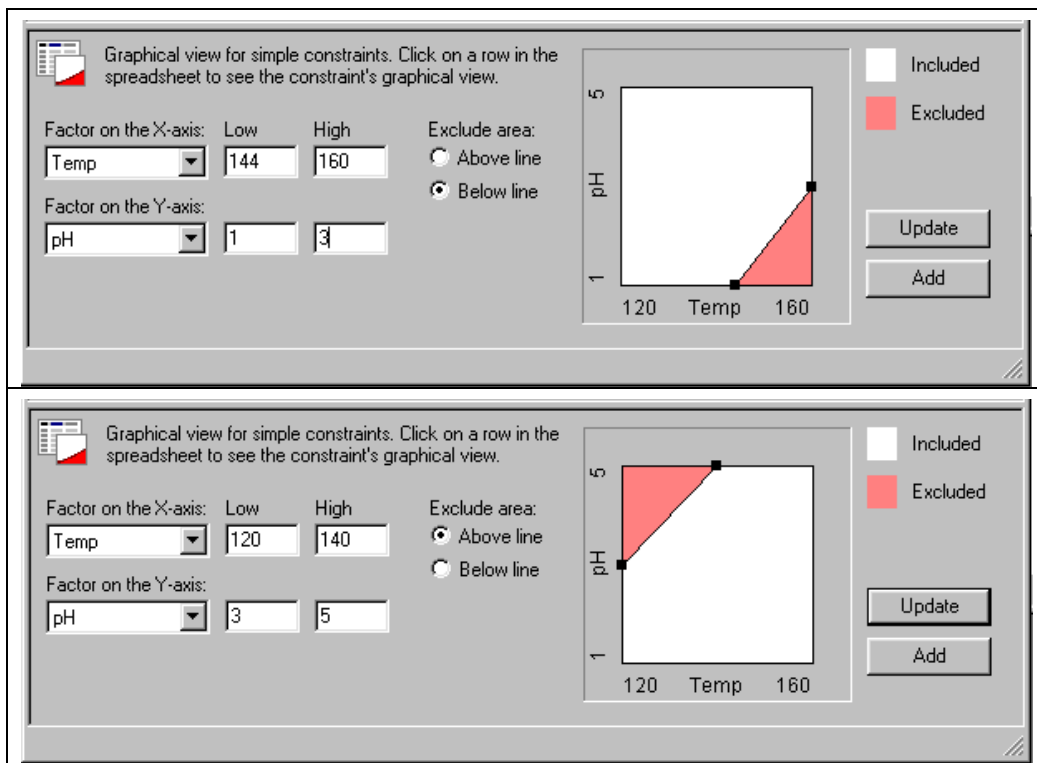 Graphical view for simple constraints. Click on a row in the
spreadsheet to see the constraint's graphical view.
Factor on the X-axis: Low High Exclude area:
Temp 144 160 Above line
Below line
Factor on the Y-axis:
pH 1 3
5
pH
1
120 Temp 160
Included
Excluded
Update
Add
Graphical view for simple constraints. Click on a row in the
spreadsheet to see the constraint's graphical view.
Factor on the X-axis: Low High Exclude area:
Temp 120 140 Above line
Below line
Factor on the Y-axis:
pH 3 5
5
pH
1
120 Temp 160
Included
Excluded
Update
Add